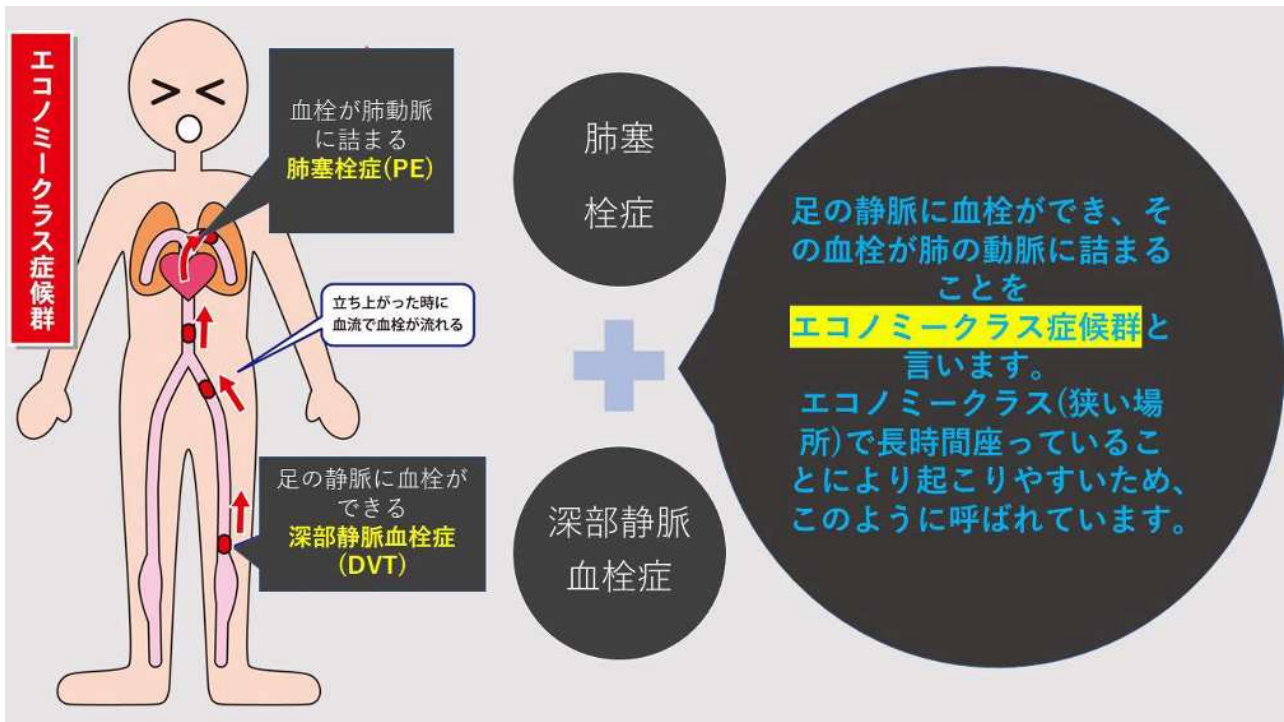 エコノミークラス症候群
血栓が肺動脈
に詰まる
肺塞栓症(PE)
立ち上がった時に
血流で血栓が流れる
足の静脈に血栓が
できる
深部静脈血栓症
(DVT)
肺塞
栓症
深部静脈
血栓症
足の静脈に血栓ができ、そ
の血栓が肺の動脈に詰まる
ことを
エコノミークラス症候群と
言います。
エコノミークラス(狭い場
所)で長時間座っているこ
とにより起こりやすいため、
このように呼ばれています。